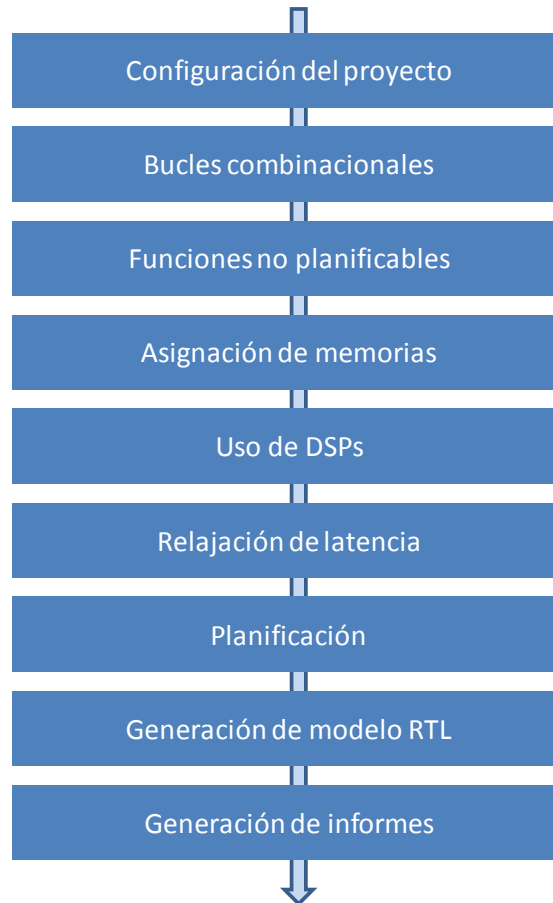 Configuración del proyecto
Bucles combinacionales
Funciones no planificables
Asignación de memorias
Uso de DSPs
Relajación de latencia
Planificación
Generación de modelo RTL
Generación de informes